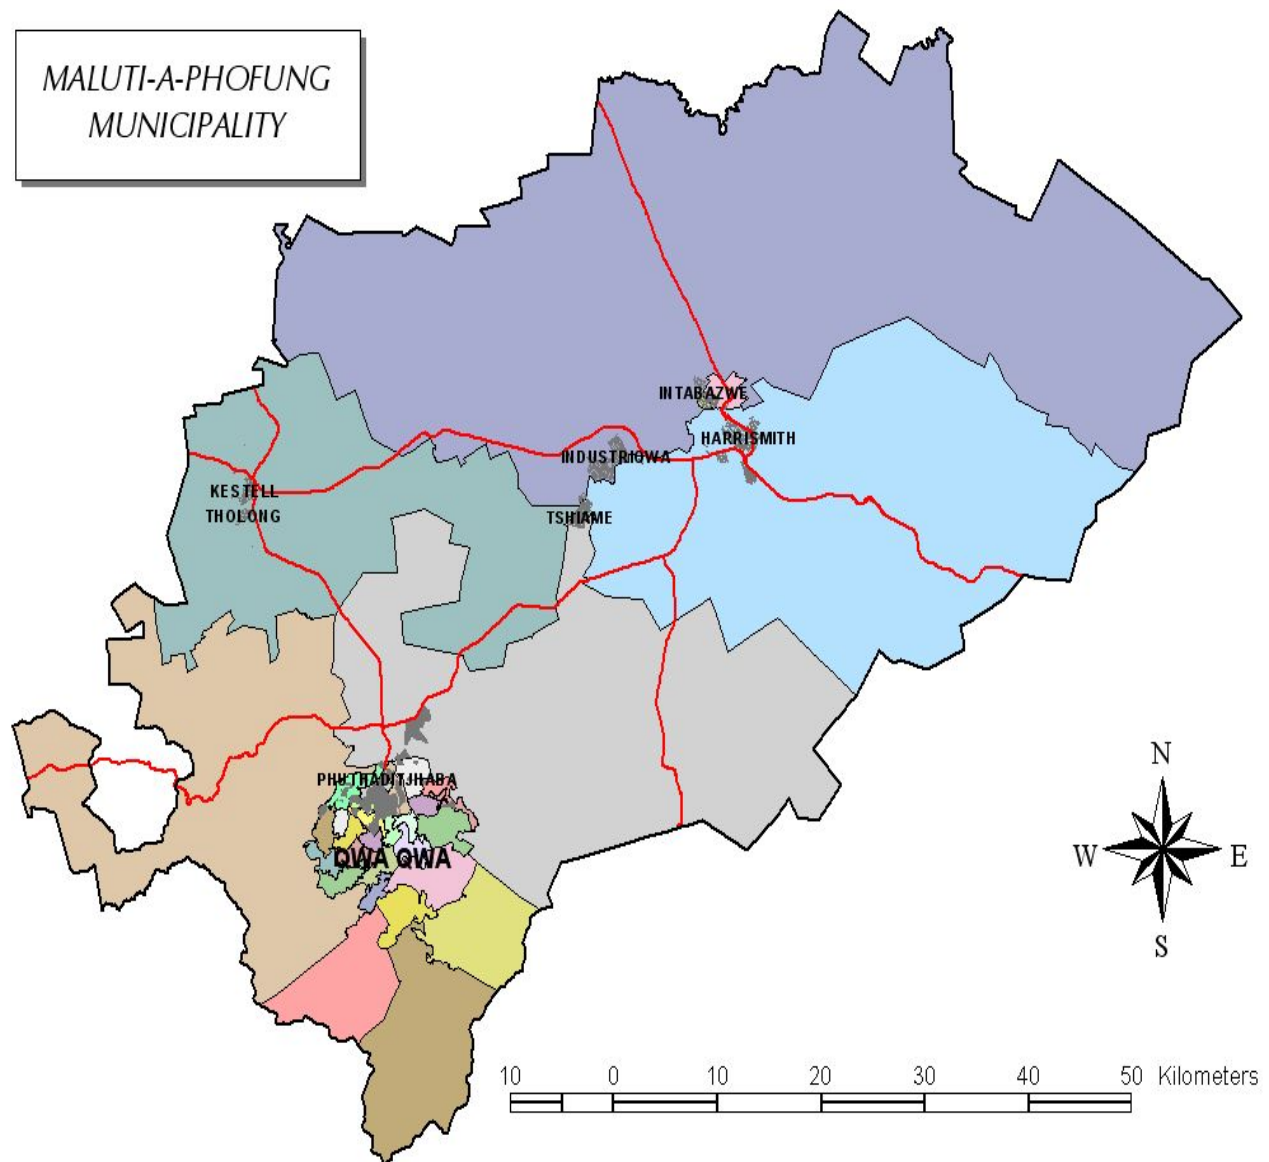 MALUTI-A-PHOFUNG
MUNICIPALITY
INTABAZWE
HARRISMITH
INDUSTRIQWA
KESTELL
THOLONG
TSHIAME
PHUTHADITJHABA
QWA QWA
N
W E
S
10 0 10 20 30 40 50 Kilometers